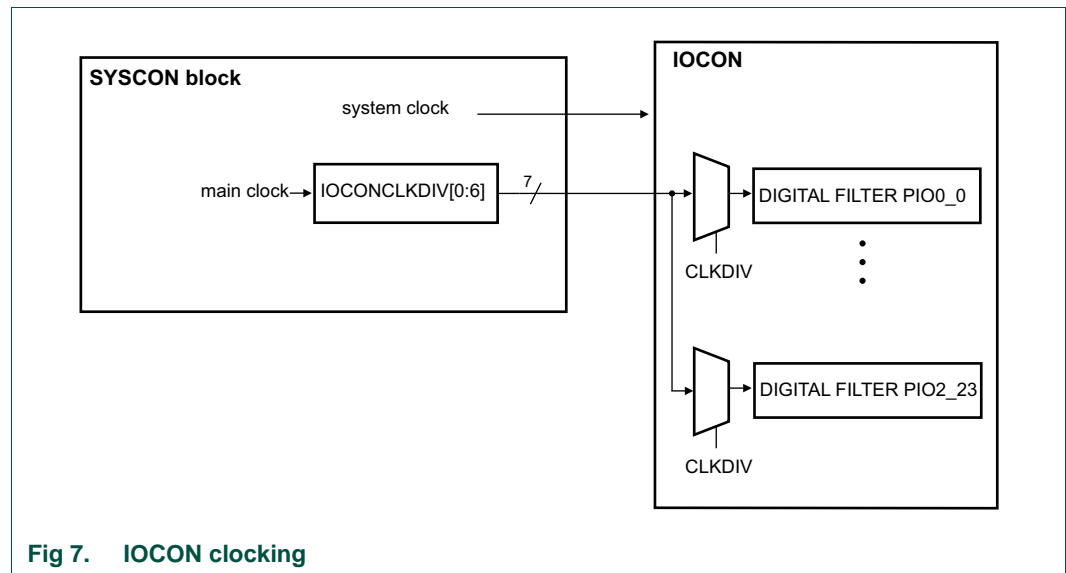 SYSCON block
IOCON
system clock
main clock
IOCONCLKDIV[0:6]
7
DIGITAL FILTER PIO0_0
CLKDIV
DIGITAL FILTER PIO2_23
CLKDIV
Fig 7. IOCON clocking